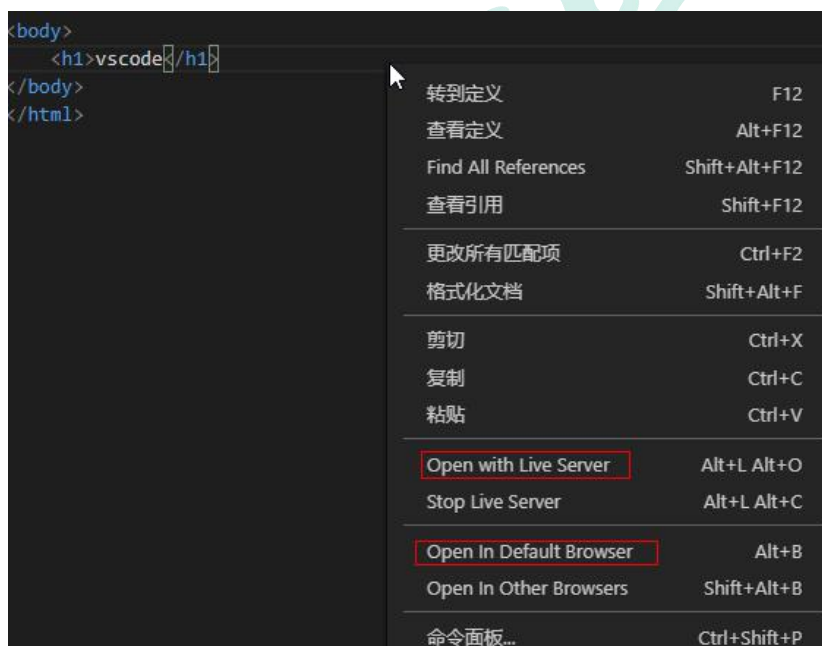 <body>
<h1>vscode</h1>
</body>
</html>
转到定义 F12
查看定义 Alt+F12
Find All References Shift+Alt+F12
查看引用 Shift+F12
更改所有匹配项 Ctrl+F2
格式化文档 Shift+Alt+F
剪切 Ctrl+X
复制 Ctrl+C
粘贴 Ctrl+V
Open with Live Server Alt+L Alt+O
Stop Live Server Alt+L Alt+C
Open In Default Browser Alt+B
Open In Other Browsers Shift+Alt+B
命令面板... Ctrl+Shift+P